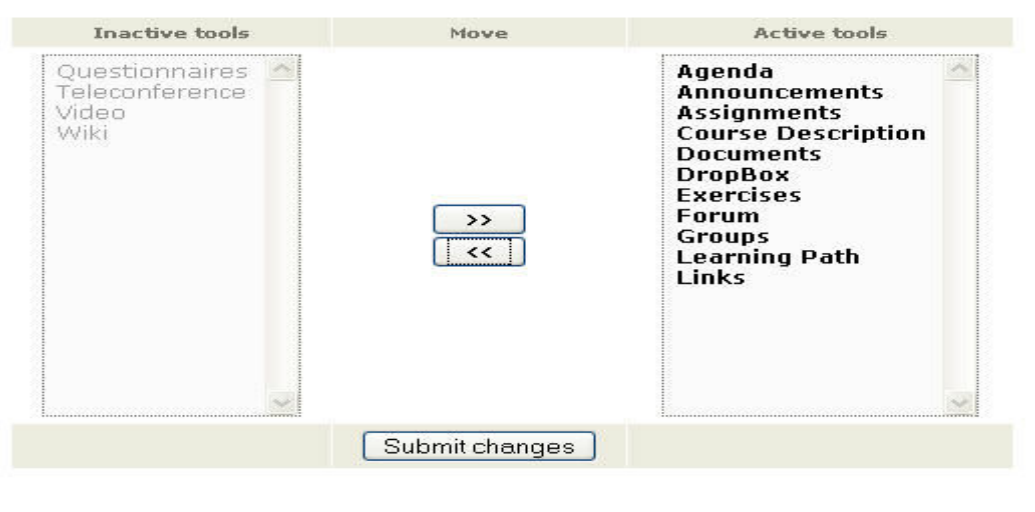 Inactive tools
Move
Active tools
Questionnaires
Teleconference
Video
Wiki
>>
<<
Agenda
Announcements
Assignments
Course Description
Documents
DropBox
Exercises
Forum
Groups
Learning Path
Links
Submit changes